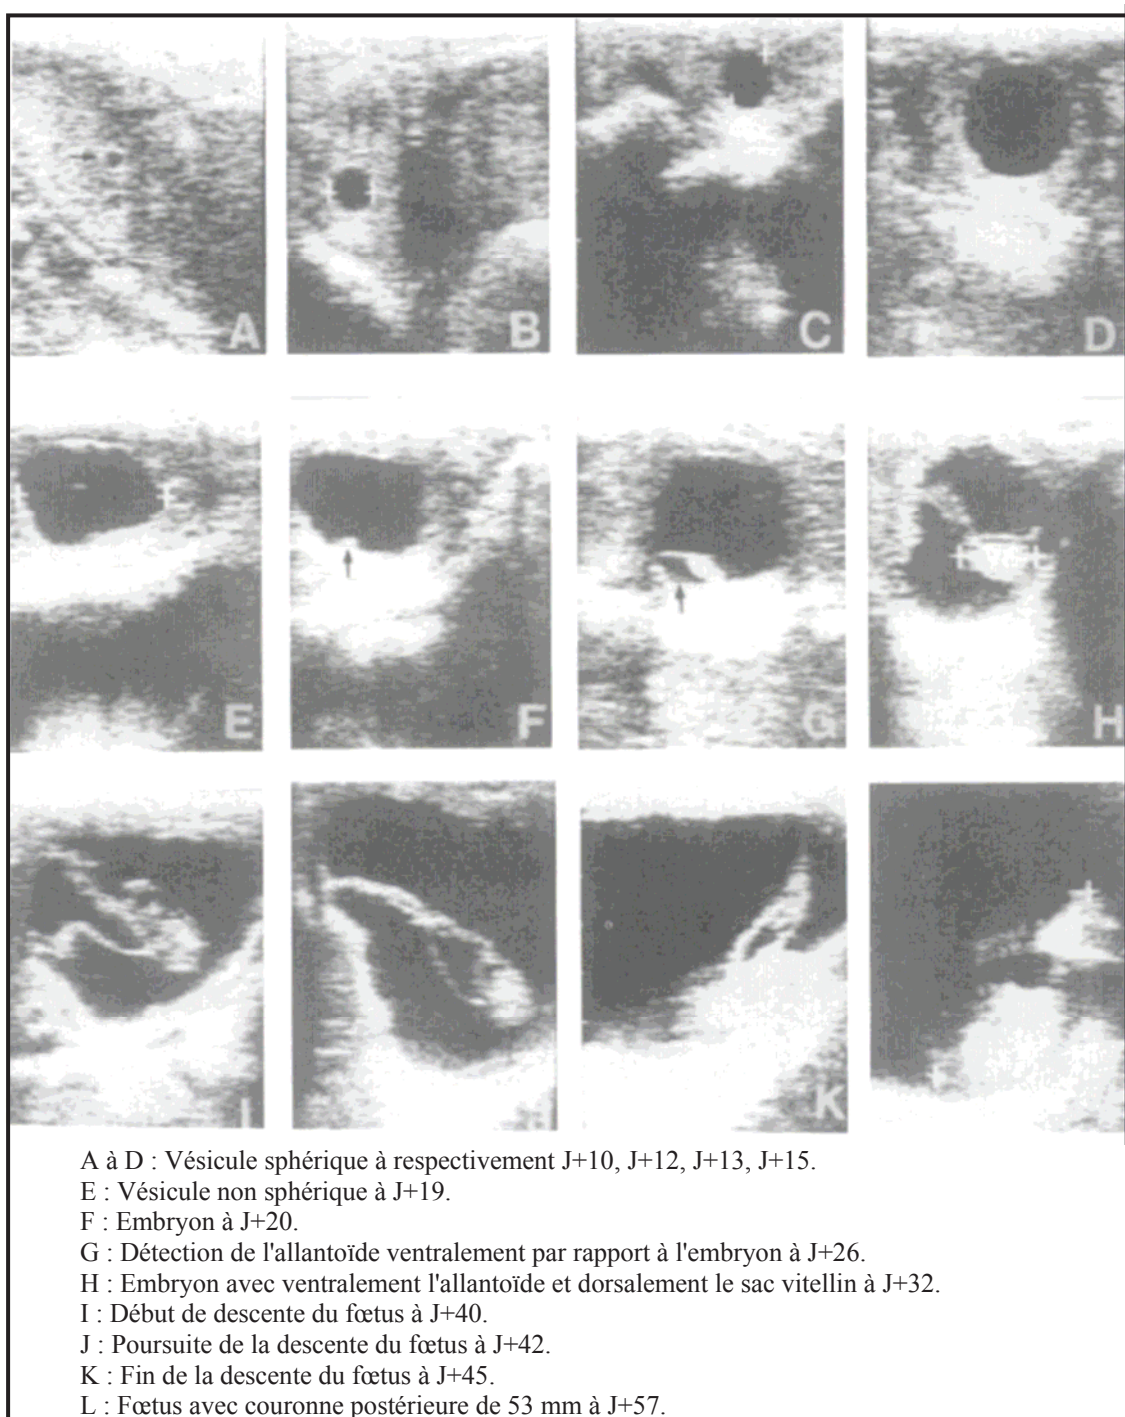 A B C D
E F G H
I J K
A à D : Vésicule sphérique à respectivement J+10, J+12, J+13, J+15.
E : Vésicule non sphérique à J+19.
F : Embryon à J+20.
G : Détection de l'allantoïde ventralement par rapport à l'embryon à J+26.
H : Embryon avec ventralement l'allantoïde et dorsalement le sac vitellin à J+32.
I : Début de descente du fœtus à J+40.
J : Poursuite de la descente du fœtus à J+42.
K : Fin de la descente du fœtus à J+45.
L : Fœtus avec couronne postérieure de 53 mm à J+57.